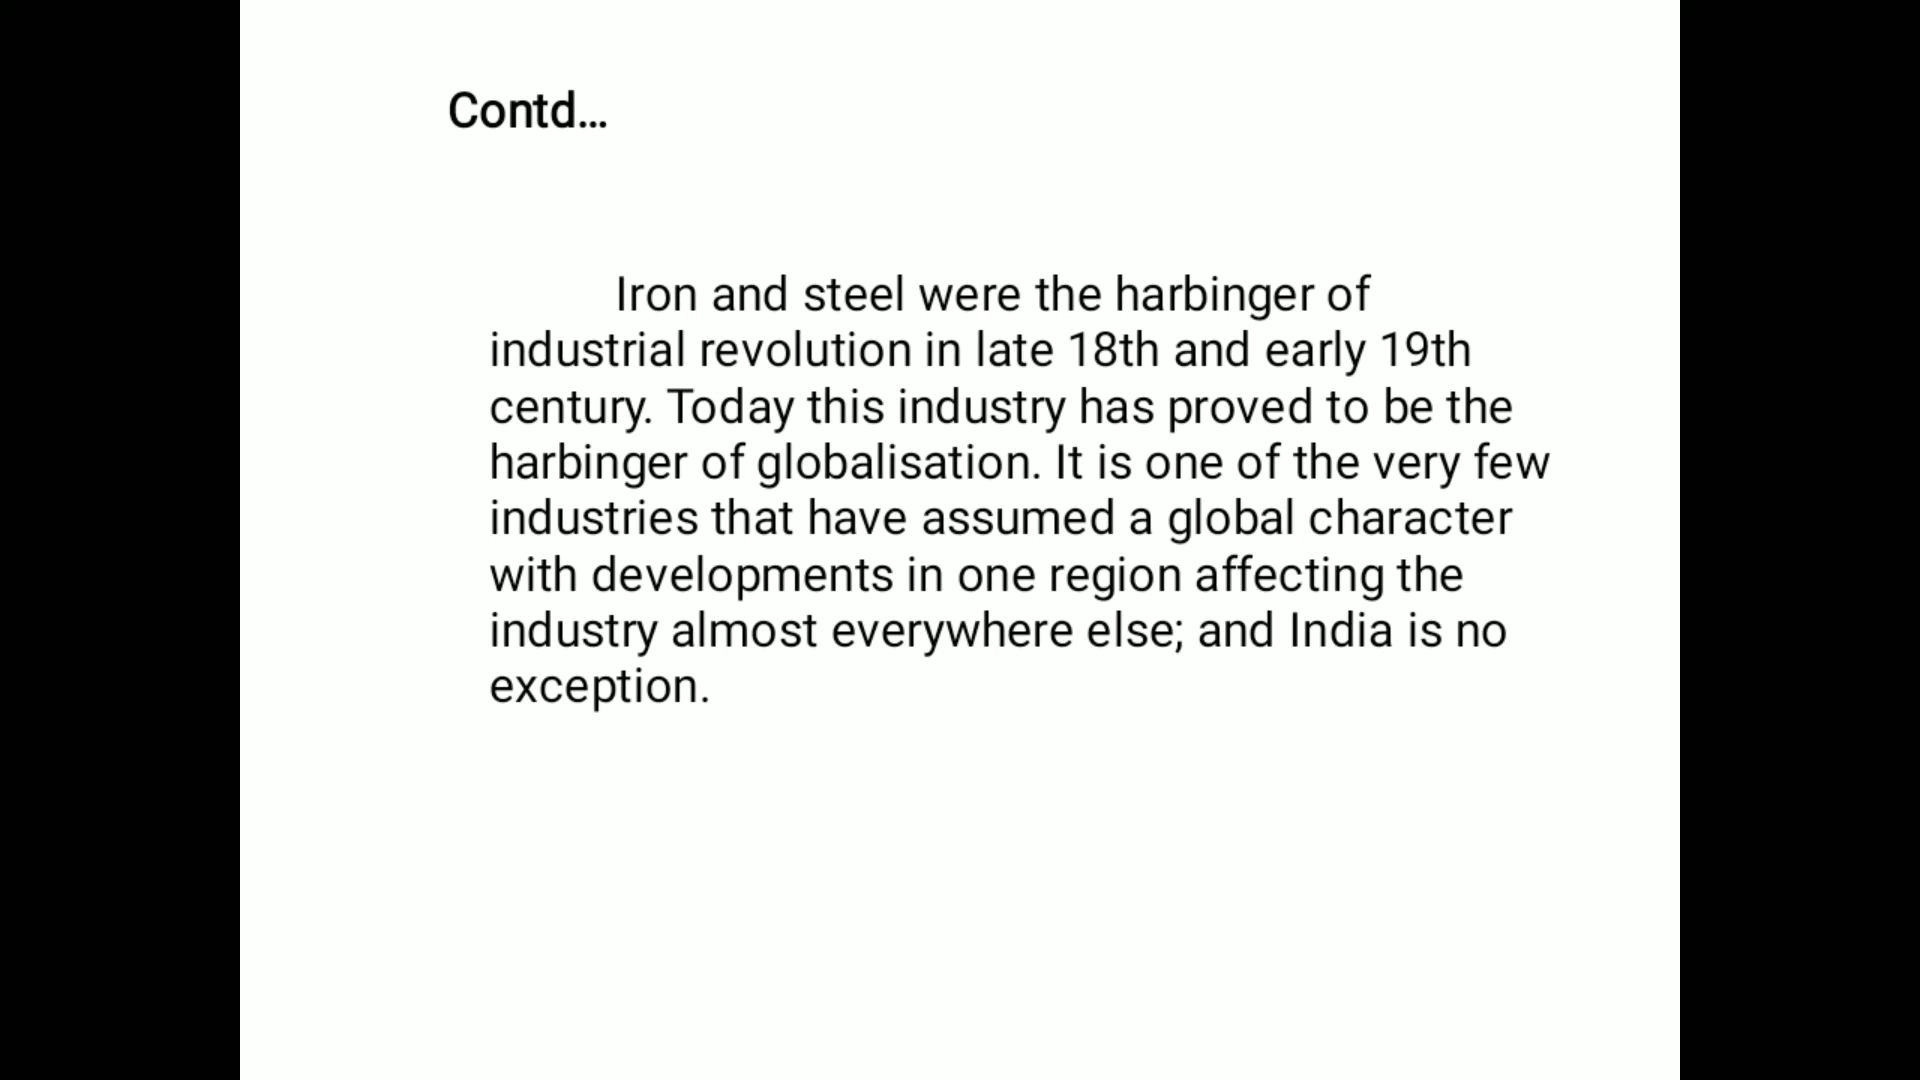 Contd...
Iron and steel were the harbinger of
industrial revolution in late 18th and early 19th
century. Today this industry has proved to be the
harbinger of globalisation. It is one of the very few
industries that have assumed a global character
with developments in one region affecting the
industry almost everywhere else; and India is no
exception.